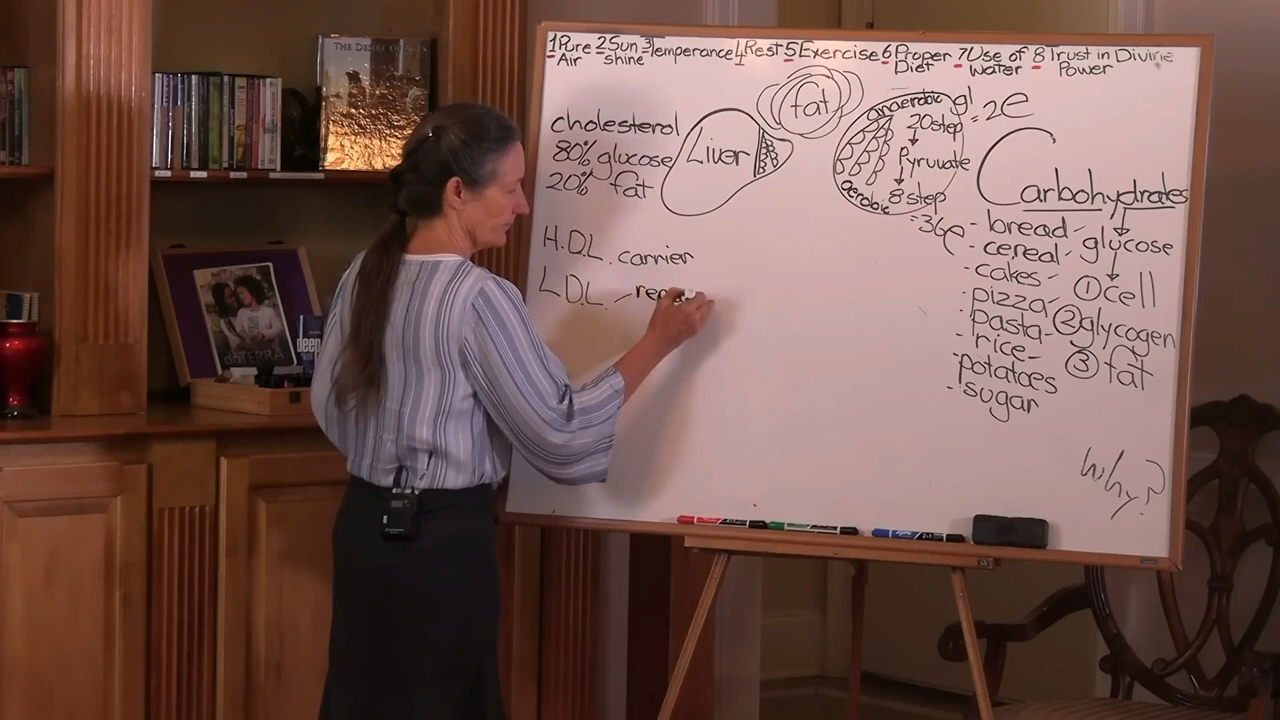 THE DESIRE OF AGES
doTERRA
deep
1 Pure Air 2 Sun shine 3 Temperance 4 Rest 5 Exercise 6 Proper Diet 7 Use of Water 8 Trust in Divine Power
cholesterol
80% glucose
20% fat
H.D.L. carrier
L.D.L. -
Liver
fat
anaerobic gl
= 2e
20 step
Pyruvate
8 step
aerobic
= 36e
Carbohydrates
- bread -
- cereal -
- cakes -
- pizza -
- pasta -
- rice -
- potatoes
- sugar
glucose
1 cell
2 glycogen
3 fat
Why?